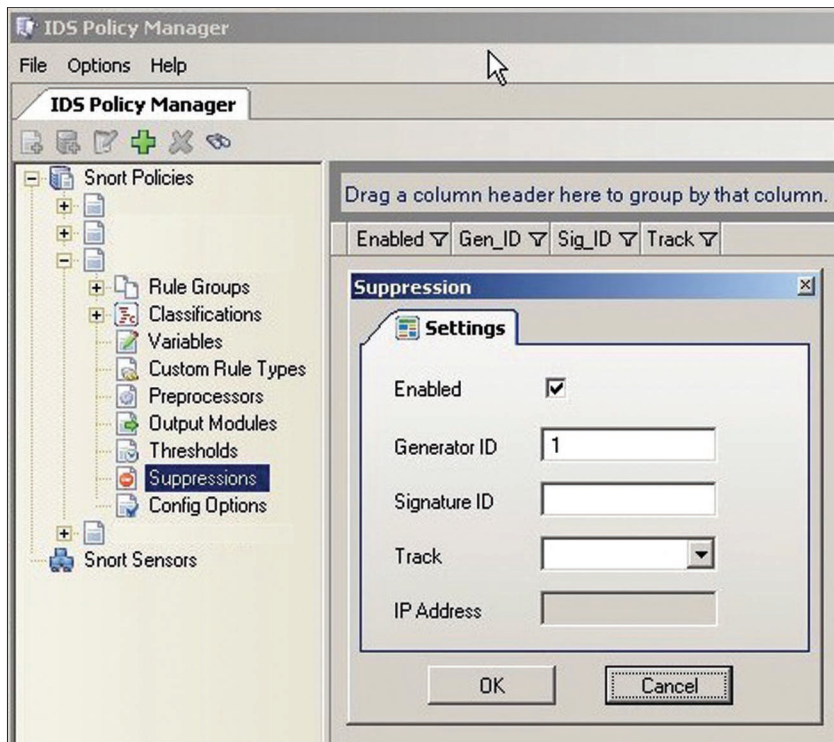 IDS Policy Manager
File Options Help
IDS Policy Manager
Snort Policies
Rule Groups
Classifications
Variables
Custom Rule Types
Preprocessors
Output Modules
Thresholds
Suppressions
Config Options
Snort Sensors
Drag a column header here to group by that column.
Enabled Gen_ID Sig_ID Track
Suppression
Settings
Enabled
Generator ID 1
Signature ID
Track
IP Address
OK Cancel